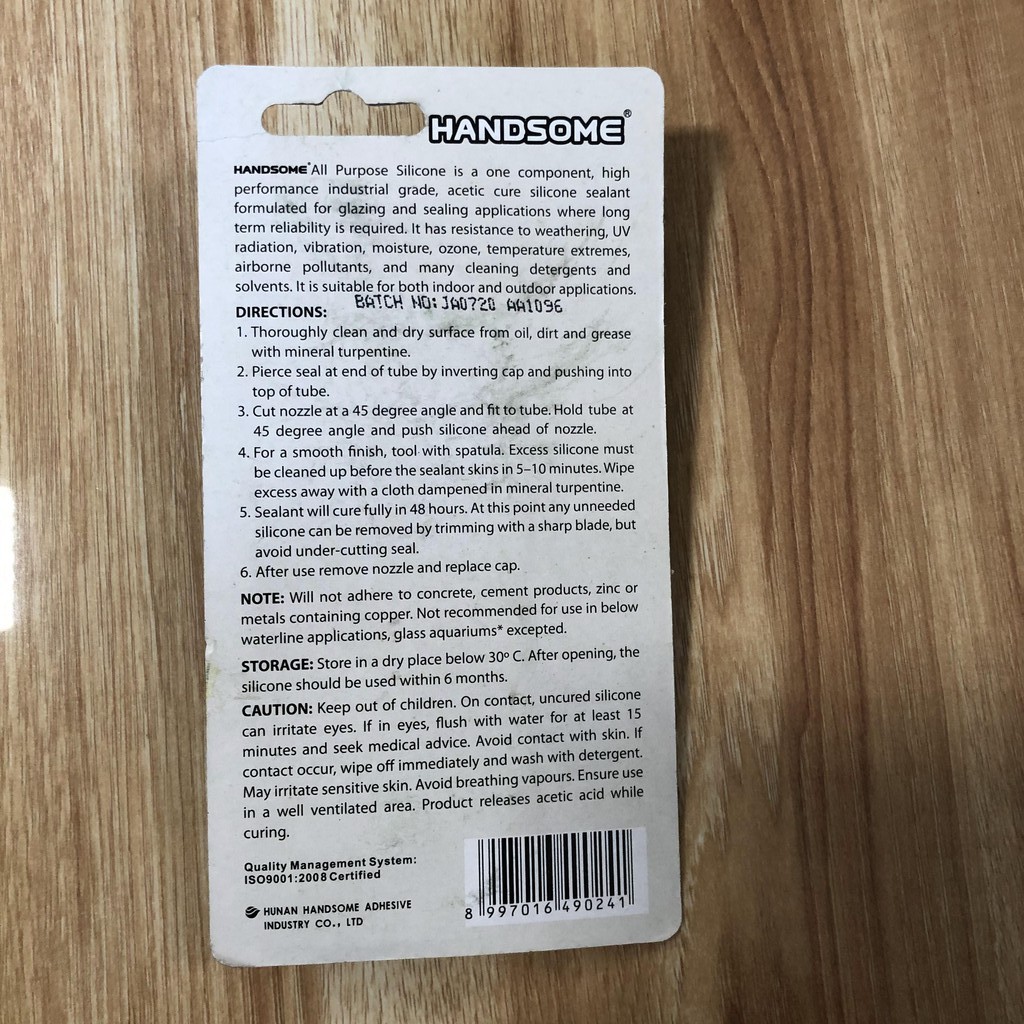 HANDSOME®
HANDSOME® All Purpose Silicone is a one component, high
performance industrial grade, acetic cure silicone sealant
formulated for glazing and sealing applications where long
term reliability is required. It has resistance to weathering, UV
radiation, vibration, moisture, ozone, temperature extremes,
airborne pollutants, and many cleaning detergents and
solvents. It is suitable for both indoor and outdoor applications.
BATCH NO: JA0720 AA1096
DIRECTIONS:
1. Thoroughly clean and dry surface from oil, dirt and grease
with mineral turpentine.
2. Pierce seal at end of tube by inverting cap and pushing into
top of tube.
3. Cut nozzle at a 45 degree angle and fit to tube. Hold tube at
45 degree angle and push silicone ahead of nozzle.
4. For a smooth finish, tool with spatula. Excess silicone must
be cleaned up before the sealant skins in 5–10 minutes. Wipe
excess away with a cloth dampened in mineral turpentine.
5. Sealant will cure fully in 48 hours. At this point any unneeded
silicone can be removed by trimming with a sharp blade, but
avoid under-cutting seal.
6. After use remove nozzle and replace cap.
NOTE: Will not adhere to concrete, cement products, zinc or
metals containing copper. Not recommended for use in below
waterline applications, glass aquariums* excepted.
STORAGE: Store in a dry place below 30º C. After opening, the
silicone should be used within 6 months.
CAUTION: Keep out of children. On contact, uncured silicone
can irritate eyes. If in eyes, flush with water for at least 15
minutes and seek medical advice. Avoid contact with skin. If
contact occur, wipe off immediately and wash with detergent.
May irritate sensitive skin. Avoid breathing vapours. Ensure use
in a well ventilated area. Product releases acetic acid while
curing.
Quality Management System:
ISO9001:2008 Certified
HUNAN HANDSOME ADHESIVE
INDUSTRY CO., LTD
8 997016 490241